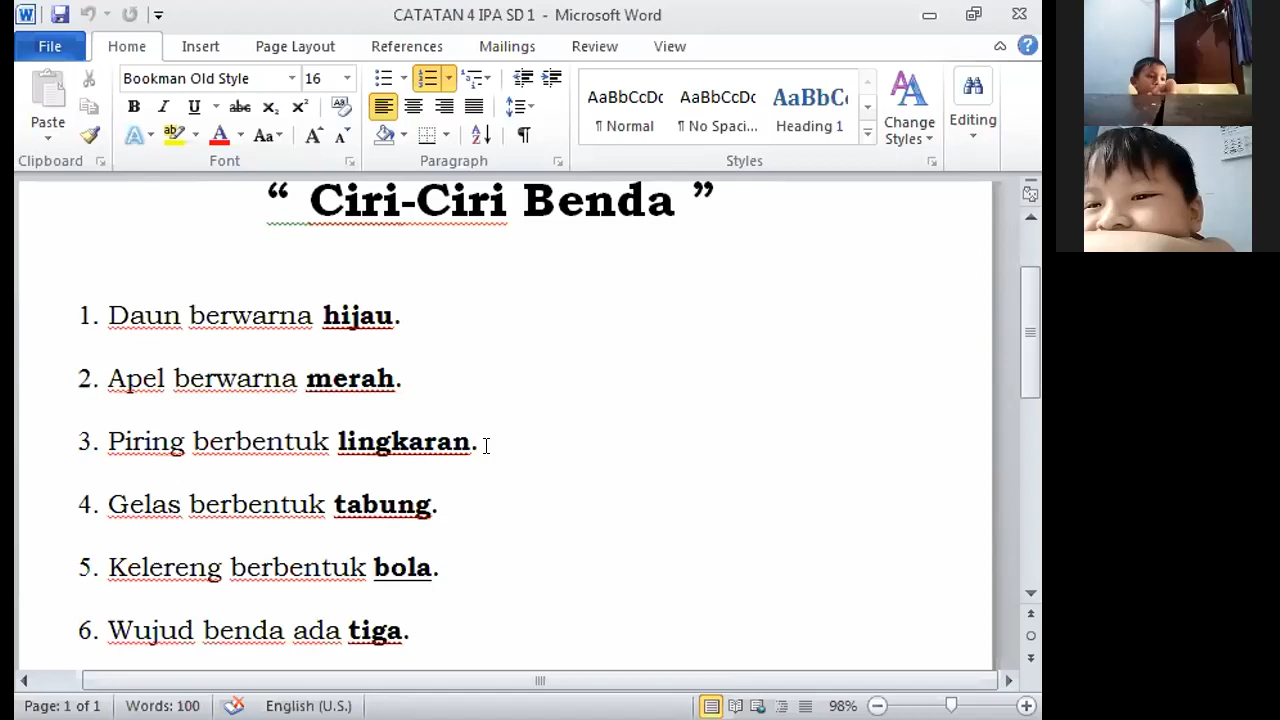 CATATAN 4 IPA SD 1 - Microsoft Word
File Home Insert Page Layout References Mailings Review View
Bookman Old Style 16
AaBbCcDc AaBbCcDc AaBbC
Paste
¶ Normal ¶ No Spaci... Heading 1
Change Styles
Editing
Clipboard Font Paragraph Styles
“ Ciri-Ciri Benda ”
1. Daun berwarna hijau.
2. Apel berwarna merah.
3. Piring berbentuk lingkaran.
4. Gelas berbentuk tabung.
5. Kelereng berbentuk bola.
6. Wujud benda ada tiga.
Page: 1 of 1 Words: 100 English (U.S.) 98%